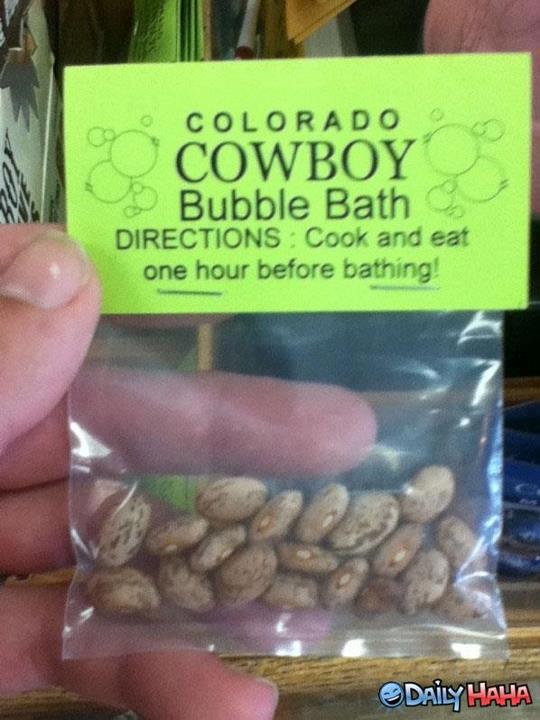 COLORADO
COWBOY
Bubble Bath
DIRECTIONS : Cook and eat
one hour before bathing!
DAILY HAHA